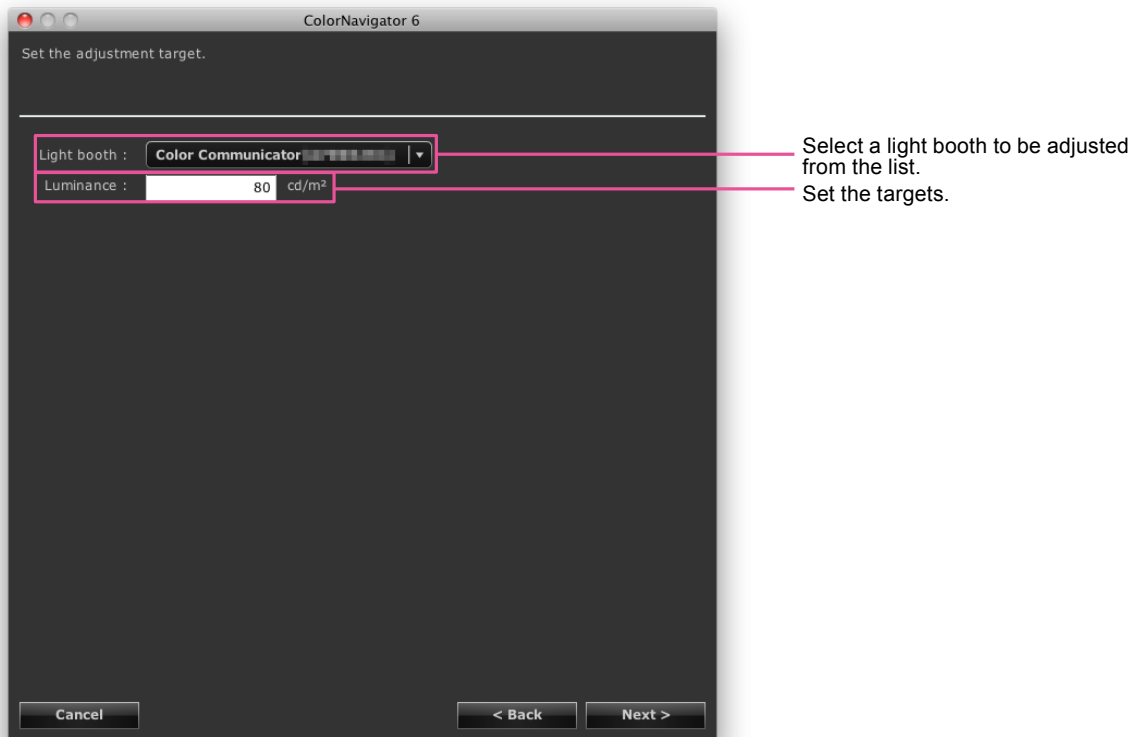 ColorNavigator 6
Set the adjustment target.
Light booth : Color Communicator
Select a light booth to be adjusted
from the list.
Luminance : 80 cd/m²
Set the targets.
Cancel < Back Next >